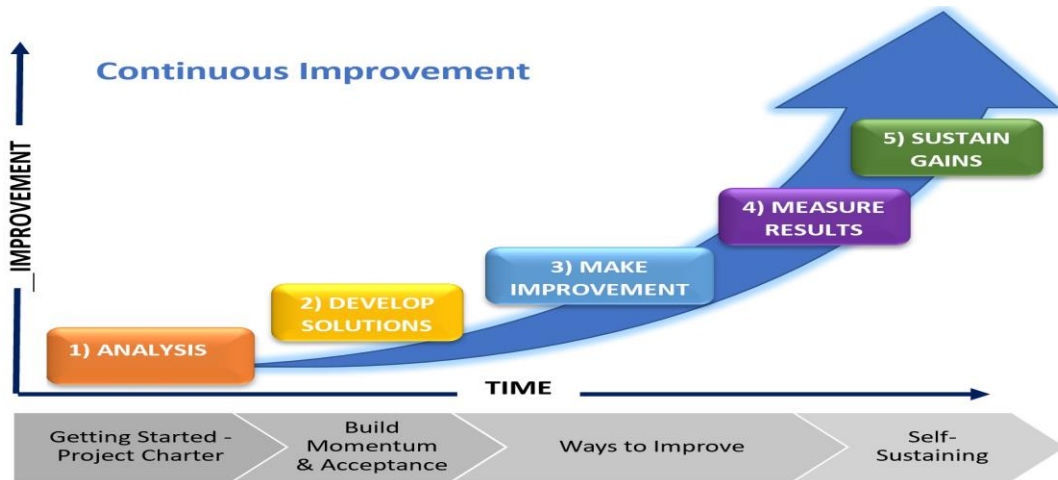 Continuous Improvement
_IMPROVEMENT
5) SUSTAIN
GAINS
4) MEASURE
RESULTS
3) MAKE
IMPROVEMENT
2) DEVELOP
SOLUTIONS
1) ANALYSIS
TIME
Getting Started -
Project Charter
Build
Momentum
& Acceptance
Ways to Improve
Self-
Sustaining